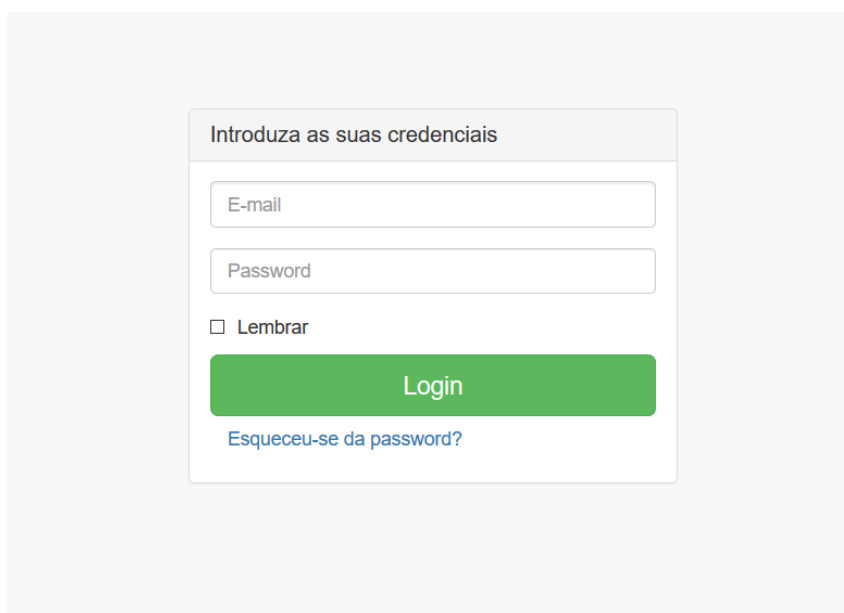 Introduza as suas credenciais
E-mail
Password
Lembrar
Login
Esqueceu-se da password?